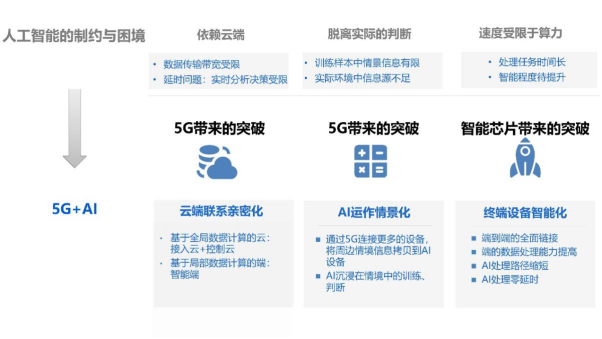 人工智能的制约与困境
依赖云端
脱离实际的判断
速度受限于算力
• 数据传输带宽受限
• 延时问题：实时分析决策受限
• 训练样本中情景信息有限
• 实际环境中信息源不足
• 处理任务时间长
• 智能程度待提升
5G带来的突破
5G带来的突破
智能芯片带来的突破
5G+AI
云端联系亲密化
AI运作情景化
终端设备智能化
• 基于全局数据计算的云：
接入云+控制云
• 基于局部数据计算的端：
智能端
■ 通过5G连接更多的设备，
将周边情境信息拷贝到AI
设备
■ AI沉浸在情境中的训练、
判断
■ 端到端的全面链接
■ 端的数据处理能力提高
■ AI处理路径缩短
■ AI处理零延时